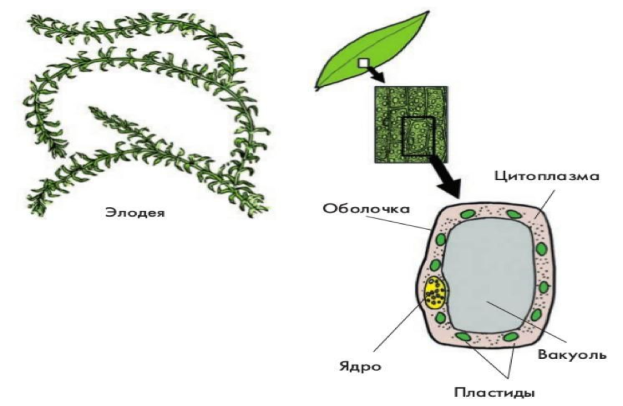 Элодея
Цитоплазма
Оболочка
Ядро
Вакуоль
Пластиды